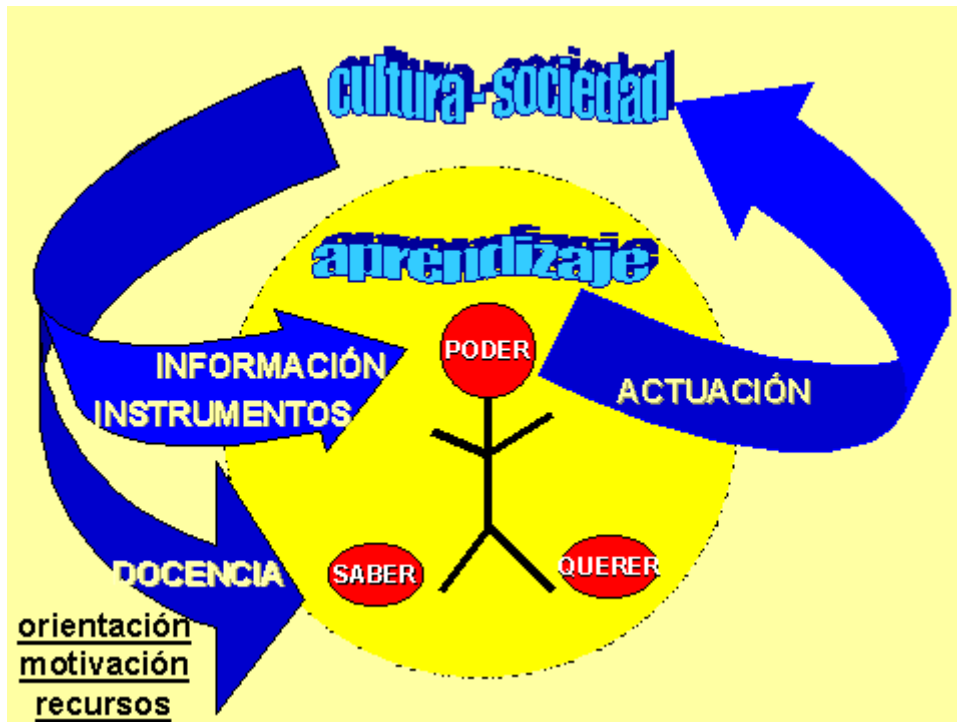 cultura - sociedad
aprendizaje
PODER
INFORMACIÓN
INSTRUMENTOS
ACTUACIÓN
DOCENCIA
SABER
QUERER
orientación
motivación
recursos